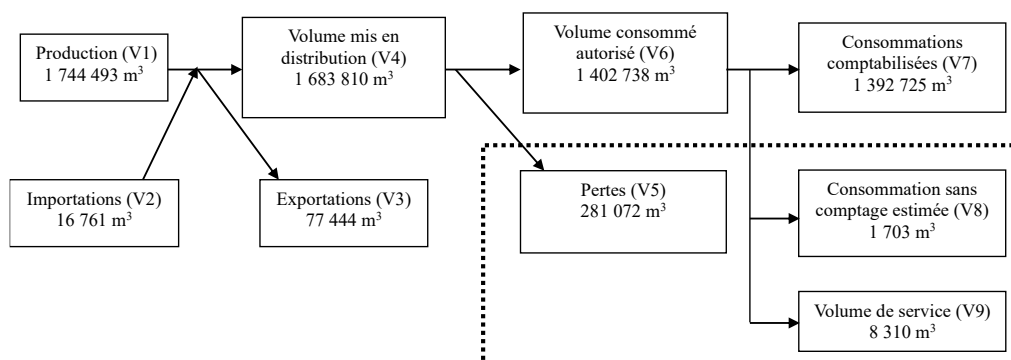 Production (V1)
1 744 493 m³
Volume mis en
distribution (V4)
1 683 810 m³
Volume consommé
autorisé (V6)
1 402 738 m³
Consommations
comptabilisées (V7)
1 392 725 m³
Importations (V2)
16 761 m³
Exportations (V3)
77 444 m³
Pertes (V5)
281 072 m³
Consommation sans
comptage estimée (V8)
1 703 m³
Volume de service (V9)
8 310 m³